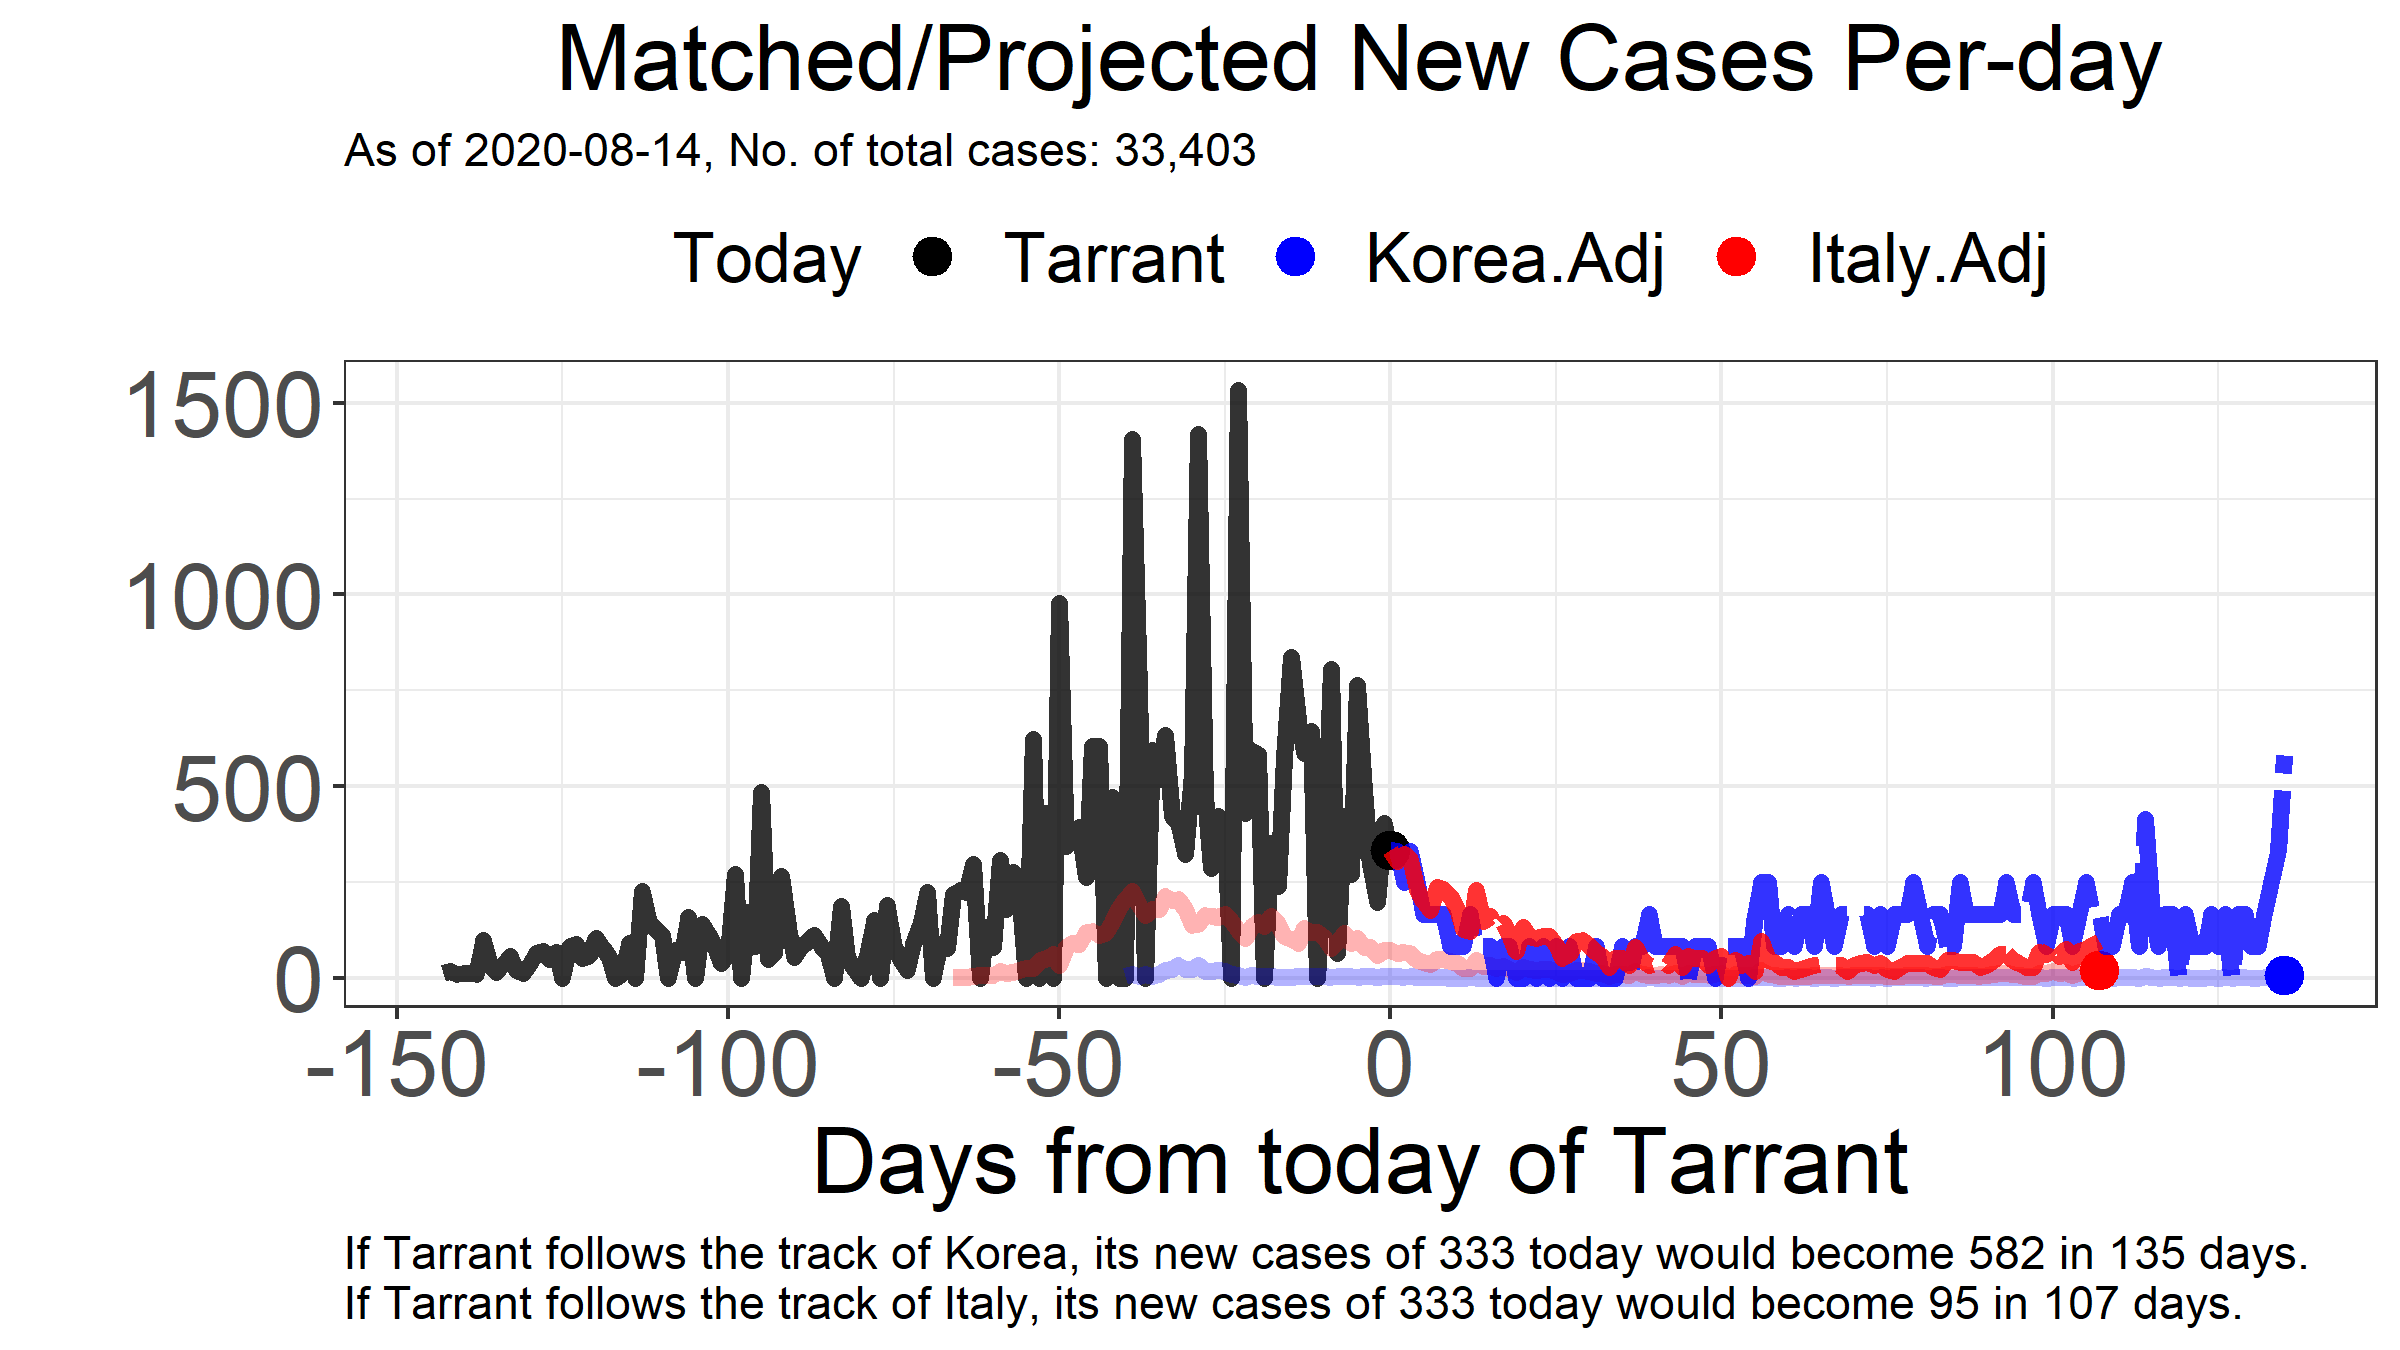 Matched/Projected New Cases Per-day
As of 2020-08-14, No. of total cases: 33,403
Today Tarrant Korea.Adj Italy.Adj
1500
1000
500
0
-150 -100 -50 0 50 100
Days from today of Tarrant
If Tarrant follows the track of Korea, its new cases of 333 today would become 582 in 135 days.
If Tarrant follows the track of Italy, its new cases of 333 today would become 95 in 107 days.